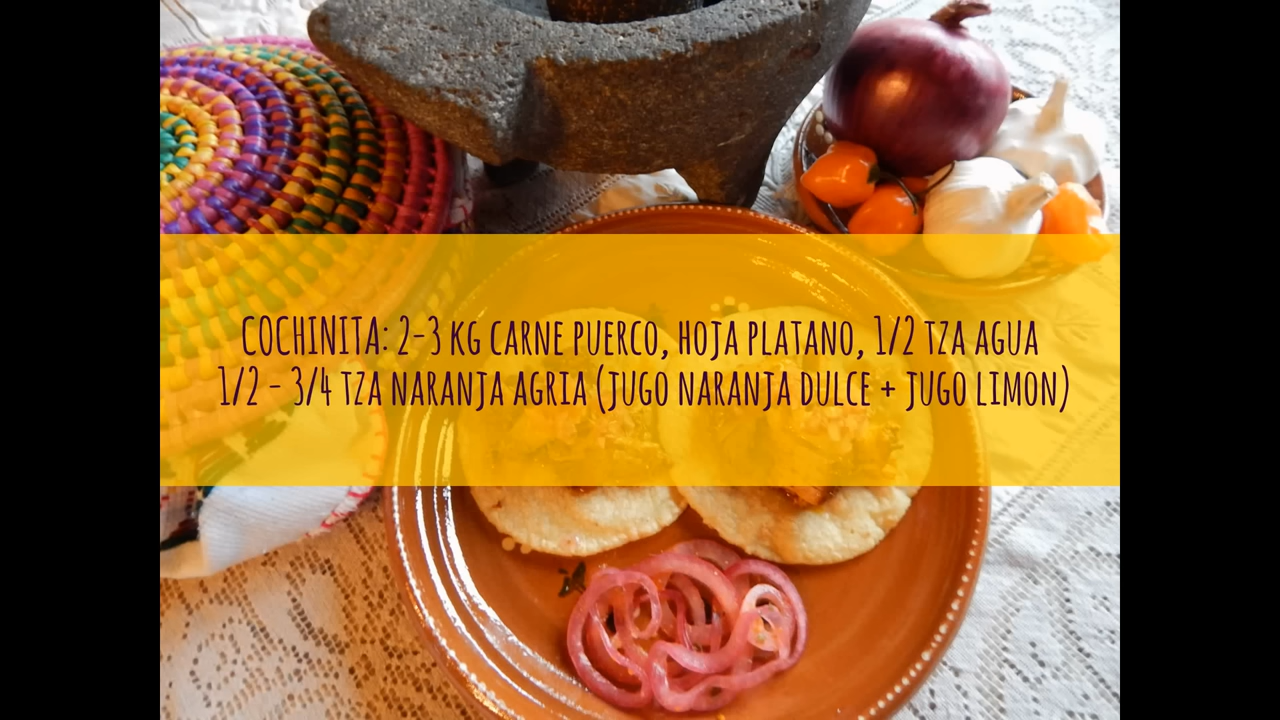 COCHINITA: 2-3 KG CARNE PUERCO, HOJA PLATANO, 1/2 TZA AGUA
1/2 - 3/4 TZA NARANJA AGRIA (JUGO NARANJA DULCE + JUGO LIMON)